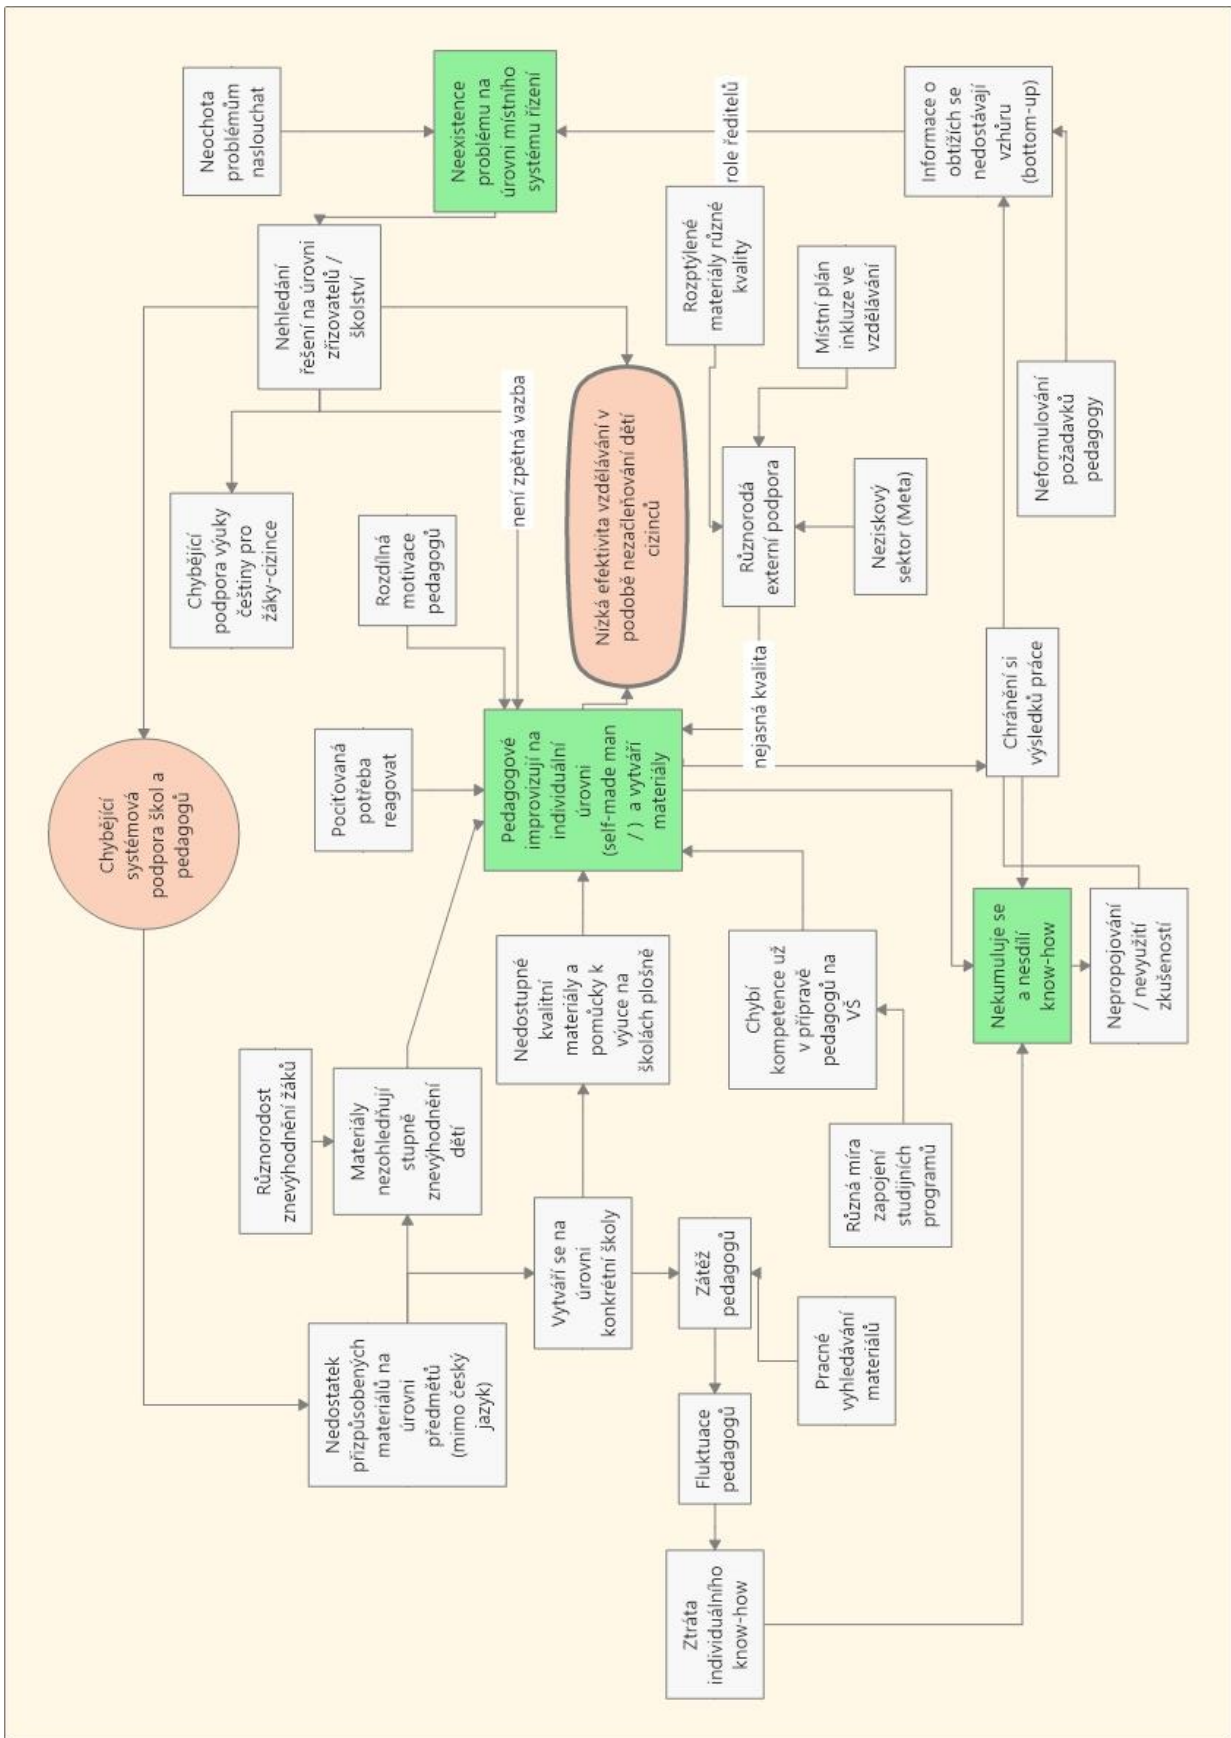 Chybějící
systémová
podpora škol a
pedagogů
Chybějící
podpora výuky
češtiny pro
žáky-cizince
Neochota
problémům
naslouchat
Různorodost
znevýhodnění žáků
Nehledání
řešení na úrovni
zřizovatelů /
školství
Nedostatek
přizpůsobených
materiálů na
úrovni
předmětů
(mimo český
jazyk)
Materiály
nezohledňují
stupně
znevýhodnění
dětí
Pociťovaná
potřeba
reagovat
Rozdílná
motivace
pedagogů
Neexistence
problému na
úrovni místního
systému řízení
Vytváří se na
úrovni
konkrétní školy
Nedostupné
kvalitní
materiály a
pomůcky k
výuce na
školách plošně
Pedagogové
improvizují na
individuální
úrovni
(self-made man
/ ) a vytváří
materiály
není zpětná vazba
Nízká efektivita vzdělávání v
podobě nezačleňování dětí
cizinců
Ztráta
individuálního
know-how
Fluktuace
pedagogů
Zátěž
pedagogů
Rozptýlené
materiály různé
kvality
role ředitelů
Chybí
kompetence už
v přípravě
pedagogů na
VŠ
nejasná kvalita
Různorodá
externí podpora
Pracné
vyhledávání
materiálů
Místní plán
inkluze ve
vzdělávání
Různá míra
zapojení
studijních
programů
Neziskový
sektor (Meta)
Informace o
obtížích se
nedostávají
vzhůru
(bottom-up)
Nekumuluje se
a nesdílí
know-how
Chránění si
výsledků práce
Neformulování
požadavků
pedagogy
Nepropojování
/ nevyužití
zkušeností